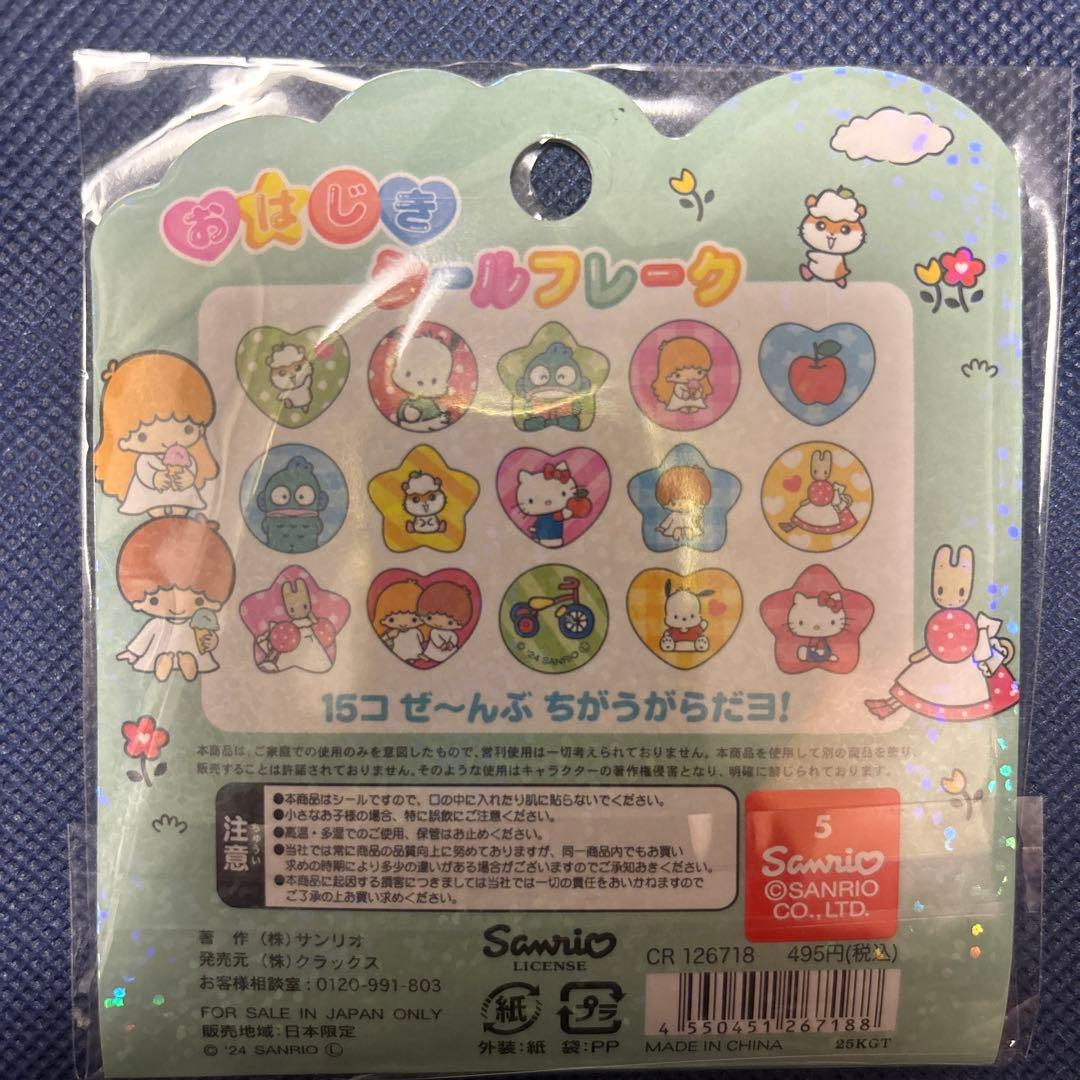 おはじき
シールフレーク
© '24 SANRIO Ⓛ
15コ ぜ〜んぶ ちがうがらだヨ!
本商品は、ご家庭での使用のみを意図したもので、営利使用は一切考えられておりません。本商品を使用して別の商品を塾り、
販売することは許諾されておりません。そのような使用はキャラクターの著作権侵害となり、明確に禁じられております。
注意
ちゅうい
●本商品はシールですので、口の中に入れたり肌に貼らないでください。
●小さなお子様の場合、特に誤飲にご注意ください。
●高温・多湿でのご使用、保管はお止めください。
●当社では常に商品の品質向上に努めておりますが、同一商品内でもお買い
求めの時期により多少の違いがある場合がございますのでご承知おきください。
●本商品に起因する損害につきましては当社では一切の責任をおいかねますので
ご了承の上お買い求めください。
5
Sanrio
©SANRIO
CO., LTD.
著 作 (株)サンリオ
発売元 (株)クラックス
お客様相談室:0120-991-803
FOR SALE IN JAPAN ONLY
販売地域:日本限定
© '24 SANRIO Ⓛ
Sanrio
LICENSE
紙 プラ
外装:紙 袋:PP
CR 126718 495円(税込)
4 550451 267188
MADE IN CHINA 25KGT